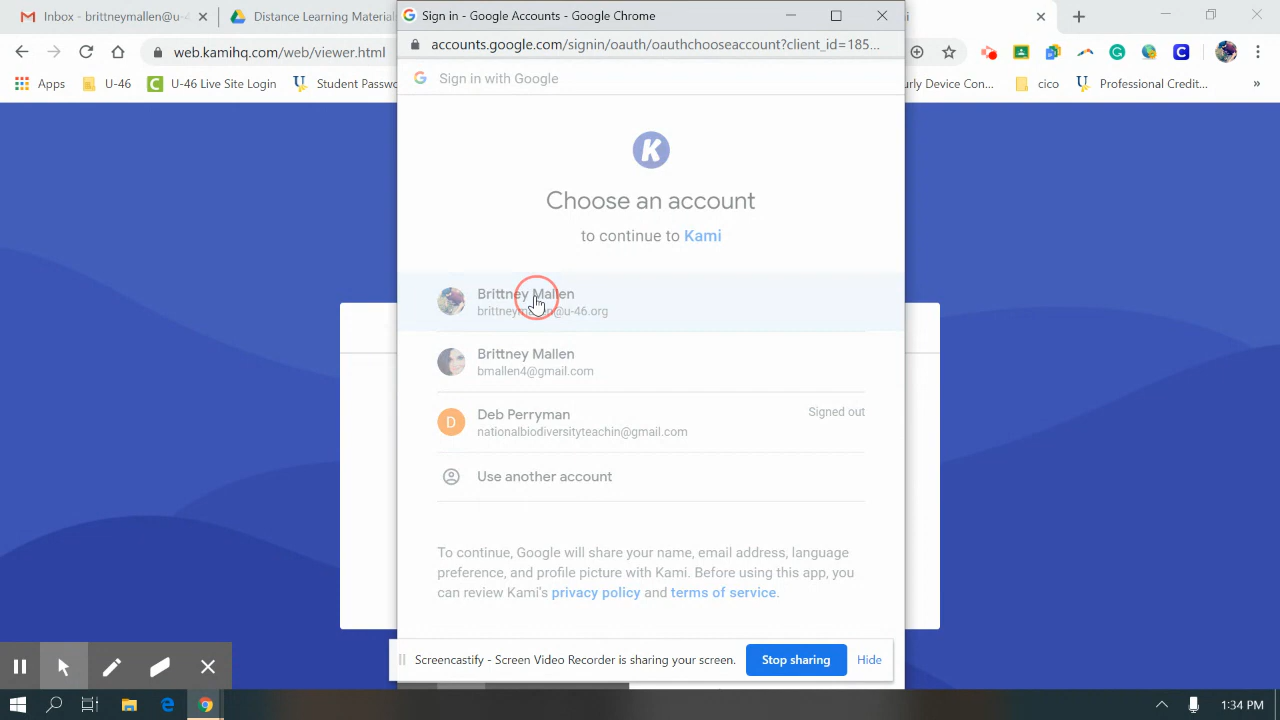 Inbox - brittneymallen@u-4
Distance Learning Material
Sign in - Google Accounts - Google Chrome
web.kamihq.com/web/viewer.html
accounts.google.com/signin/oauth/oauthchooseaccount?client_id=185...
Apps
U-46
U-46 Live Site Login
Student Passwo
urly Device Con...
cico
Professional Credit...
»
Sign in with Google
K
Choose an account
to continue to Kami
Brittney Mallen
@u-46.org
Brittney Mallen
bmallen4@gmail.com
Deb Perryman
Signed out
D
nationalbiodiversityteachin@gmail.com
Use another account
To continue, Google will share your name, email address, language
preference, and profile picture with Kami. Before using this app, you
can review Kami's privacy policy and terms of service.
Screencastify - Screen Video Recorder is sharing your screen.
Stop sharing
Hide
1:34 PM